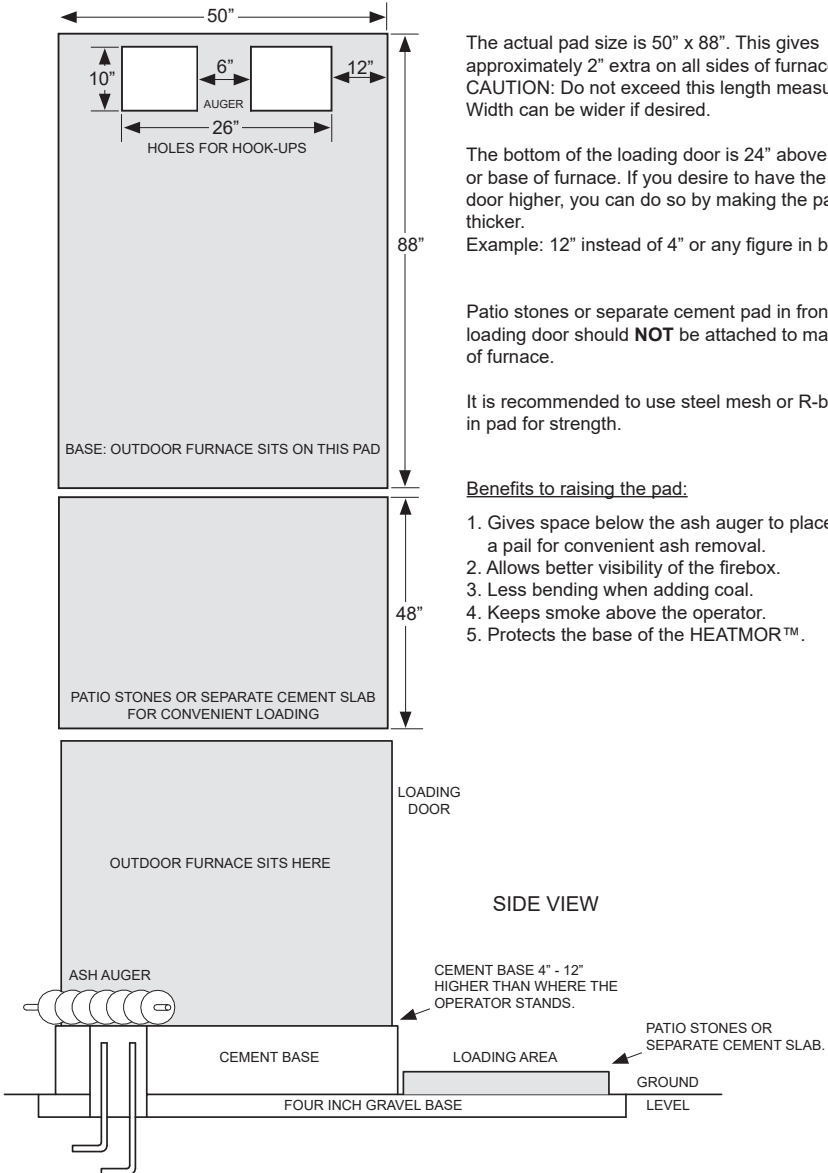 50”
10”
6”
12”
AUGER
26”
HOLES FOR HOOK-UPS
88”
BASE: OUTDOOR FURNACE SITS ON THIS PAD
48”
PATIO STONES OR SEPARATE CEMENT SLAB
FOR CONVENIENT LOADING
The actual pad size is 50” x 88”. This gives
approximately 2” extra on all sides of
CAUTION: Do not exceed this length
Width can be wider if desired.
The bottom of the loading door is 24” above
or base of furnace. If you desire to have the
door higher, you can do so by making the
thicker.
Example: 12” instead of 4” or any figure in
Patio stones or separate cement pad in
loading door should NOT be attached to
of furnace.
It is recommended to use steel mesh or
in pad for strength.
Benefits to raising the pad:
1. Gives space below the ash auger to place
a pail for convenient ash removal.
2. Allows better visibility of the firebox.
3. Less bending when adding coal.
4. Keeps smoke above the operator.
5. Protects the base of the HEATMOR™.
LOADING
DOOR
OUTDOOR FURNACE SITS HERE
SIDE VIEW
ASH AUGER
CEMENT BASE 4” - 12”
HIGHER THAN WHERE THE
OPERATOR STANDS.
PATIO STONES OR
SEPARATE CEMENT SLAB.
CEMENT BASE
LOADING AREA
GROUND
LEVEL
FOUR INCH GRAVEL BASE